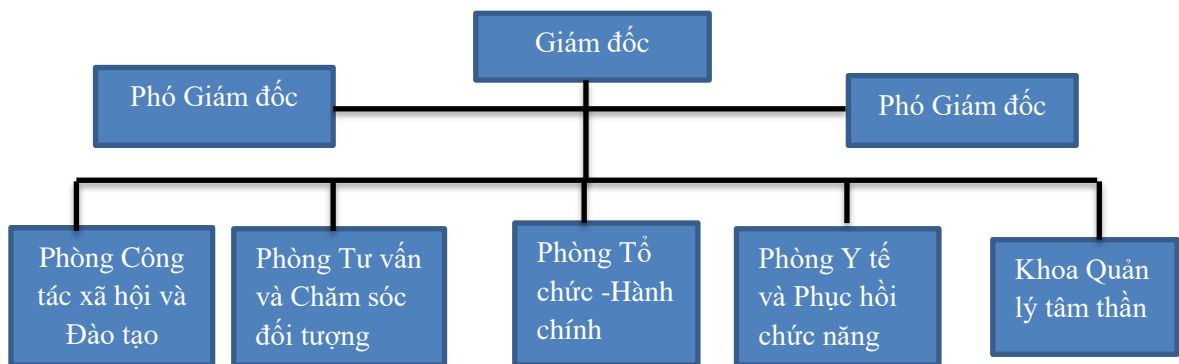 Giám đốc
Phó Giám đốc
Phó Giám đốc
Phòng Công
tác xã hội và
Đào tạo
Phòng Tư vấn
và Chăm sóc
đối tượng
Phòng Tổ
chức -Hành
chính
Phòng Y tế
và Phục hồi
chức năng
Khoa Quản
lý tâm thần